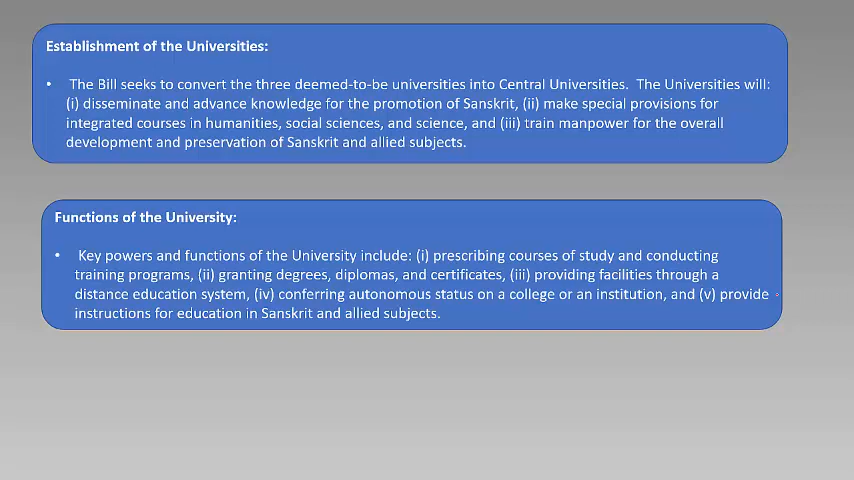 Establishment of the Universities:
• The Bill seeks to convert the three deemed-to-be universities into Central Universities. The Universities will:
(i) disseminate and advance knowledge for the promotion of Sanskrit, (ii) make special provisions for
integrated courses in humanities, social sciences, and science, and (iii) train manpower for the overall
development and preservation of Sanskrit and allied subjects.
Functions of the University:
• Key powers and functions of the University include: (i) prescribing courses of study and conducting
training programs, (ii) granting degrees, diplomas, and certificates, (iii) providing facilities through a
distance education system, (iv) conferring autonomous status on a college or an institution, and (v) provide
instructions for education in Sanskrit and allied subjects.